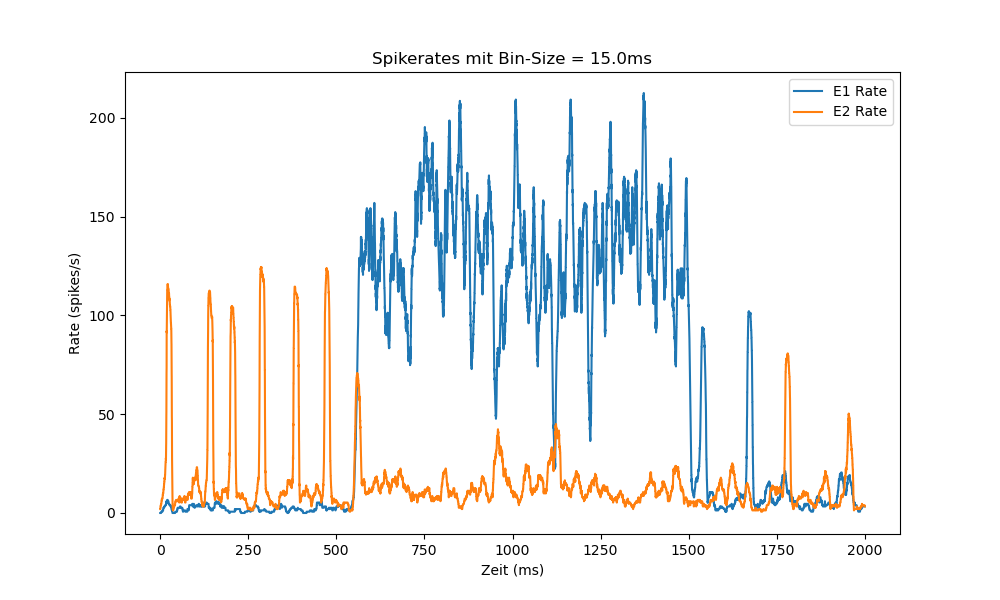 Spikerates mit Bin-Size = 15.0ms
E1 Rate
E2 Rate
Rate (spikes/s)
200
150
100
50
0
0 250 500 750 1000 1250 1500 1750 2000
Zeit (ms)